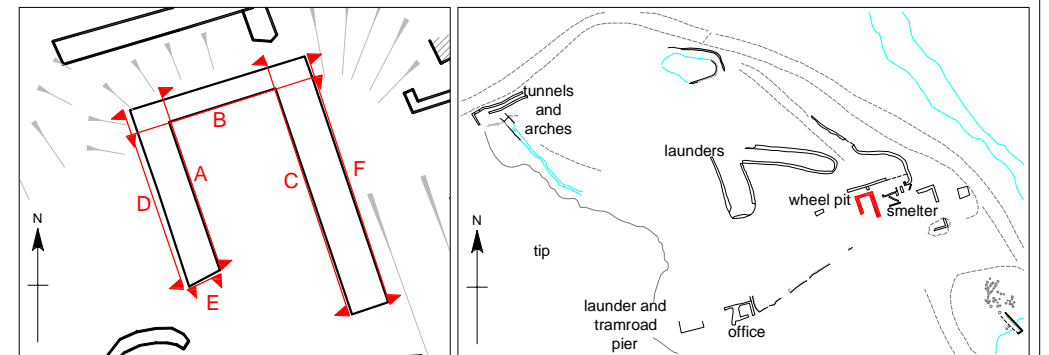 B
A
C
D
F
E
N
tunnels
and
arches
launders
wheel pit
smelter
N
tip
launder and
tramroad
pier
office